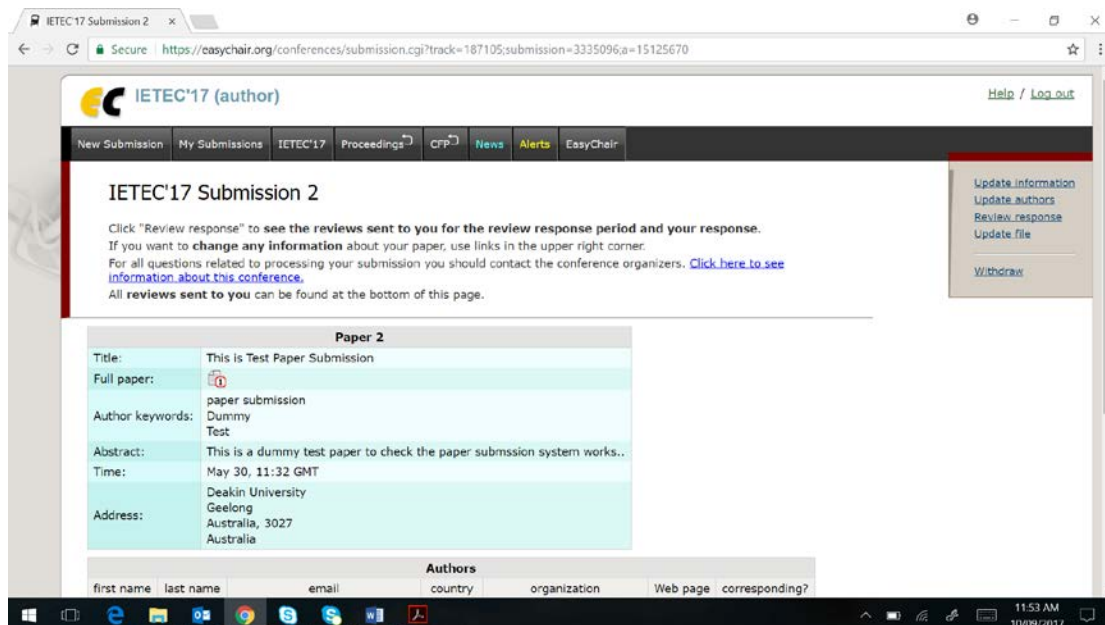 IETEC'17 Submission 2
Secure https://easychair.org/conferences/submission.cgi?track=187105;submission=3335096;a=15125670
EC IETEC'17 (author)
Help / Log out
New Submission My Submissions IETEC'17 Proceedings CFP News Alerts EasyChair
IETEC'17 Submission 2
Click "Review response" to see the reviews sent to you for the review response period and your response.
If you want to change any information about your paper, use links in the upper right corner.
For all questions related to processing your submission you should contact the conference organizers. Click here to see
information about this conference.
All reviews sent to you can be found at the bottom of this page.
Update information
Update authors
Review response
Update file
Withdraw
Paper 2
Title: This is Test Paper Submission
Full paper:
Author keywords: paper submission
Dummy
Test
Abstract: This is a dummy test paper to check the paper submssion system works..
Time: May 30, 11:32 GMT
Address: Deakin University
Geelong
Australia, 3027
Australia
Authors
first name last name email country organization Web page corresponding?
11:53 AM
10/09/2017